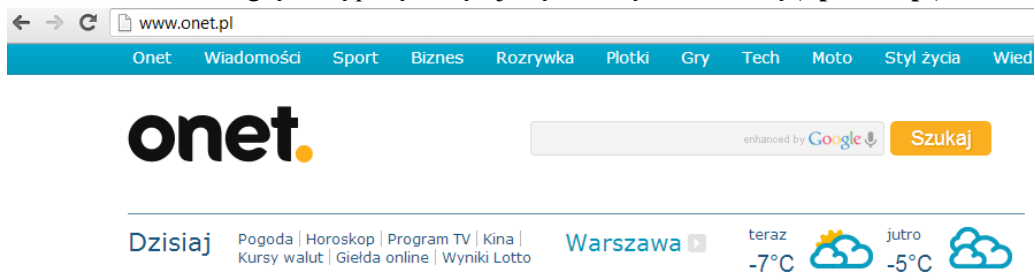 www.onet.pl
Onet Wiadomości Sport Biznes Rozrywka Plotki Gry Tech Moto Styl życia Wied
onet.
enhanced by Google Szukaj
Dzisiaj Pogoda | Horoskop | Program TV | Kina |
Kursy walut | Giełda online | Wyniki Lotto
Warszawa teraz -7°C jutro -5°C